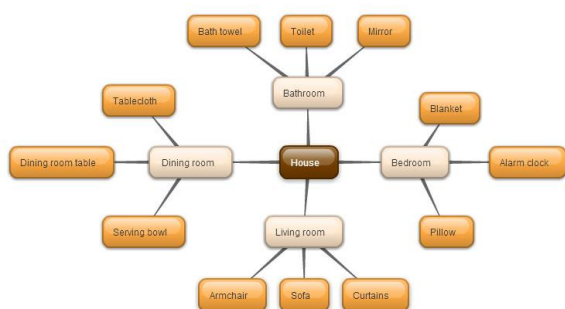 Bath towel
Toilet
Mirror
Bathroom
Tablecloth
Blanket
Dining room table
Dining room
House
Bedroom
Alarm clock
Serving bowl
Living room
Pillow
Armchair
Sofa
Curtains